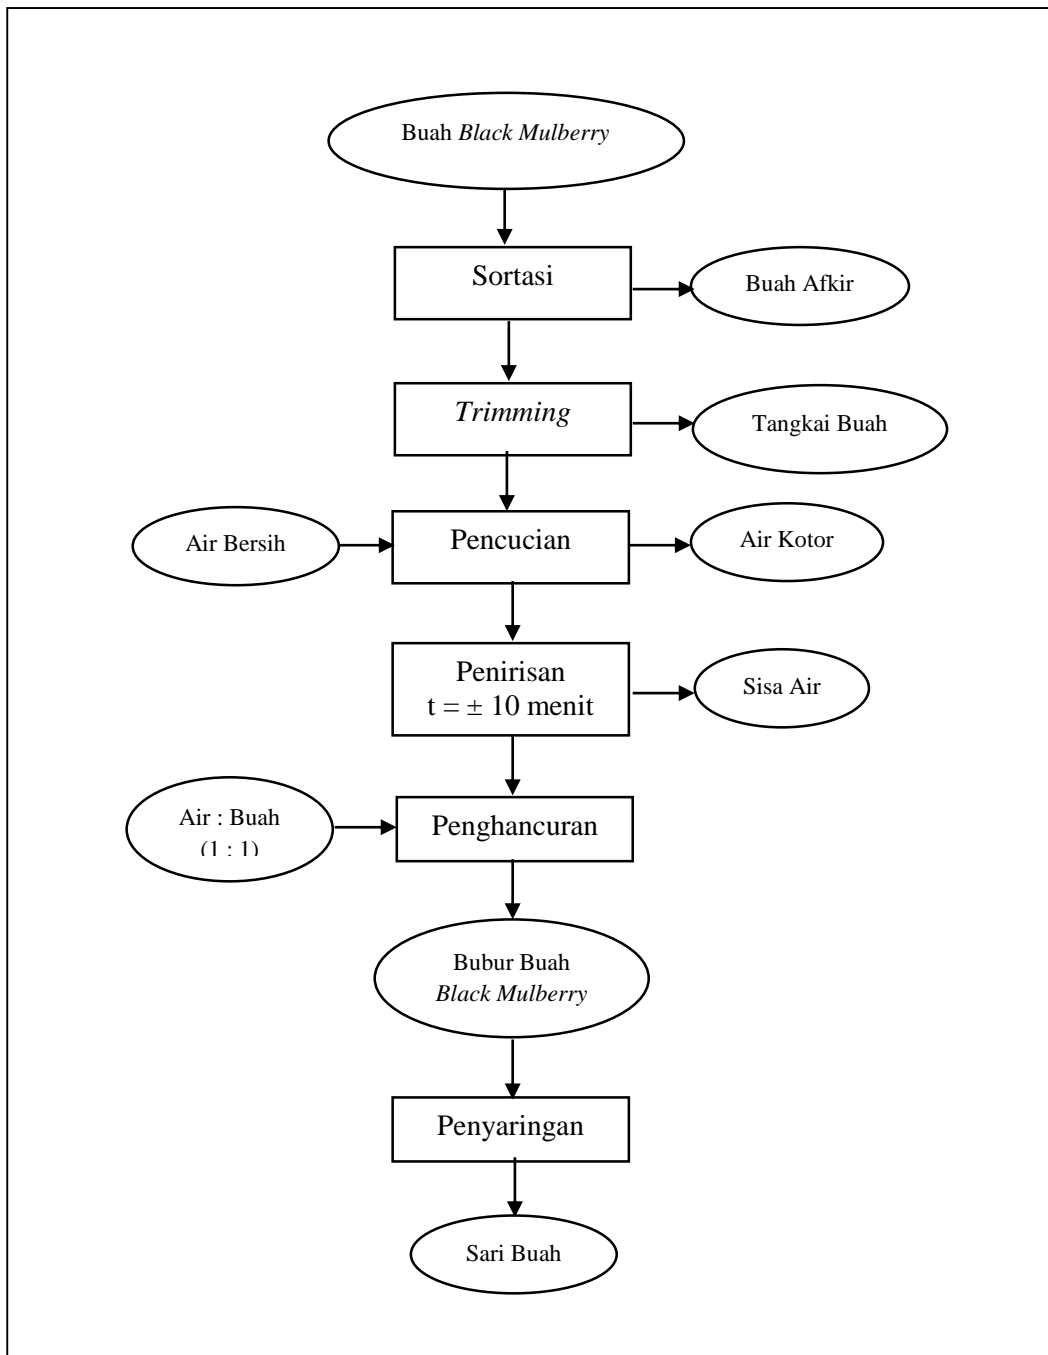 Buah Black Mulberry
Sortasi
Buah Afkir
Trimming
Tangkai Buah
Air Bersih
Pencucian
Air Kotor
Penirisan
t = ± 10 menit
Sisa Air
Air : Buah
(1 : 1)
Penghancuran
Bubur Buah
Black Mulberry
Penyaringan
Sari Buah